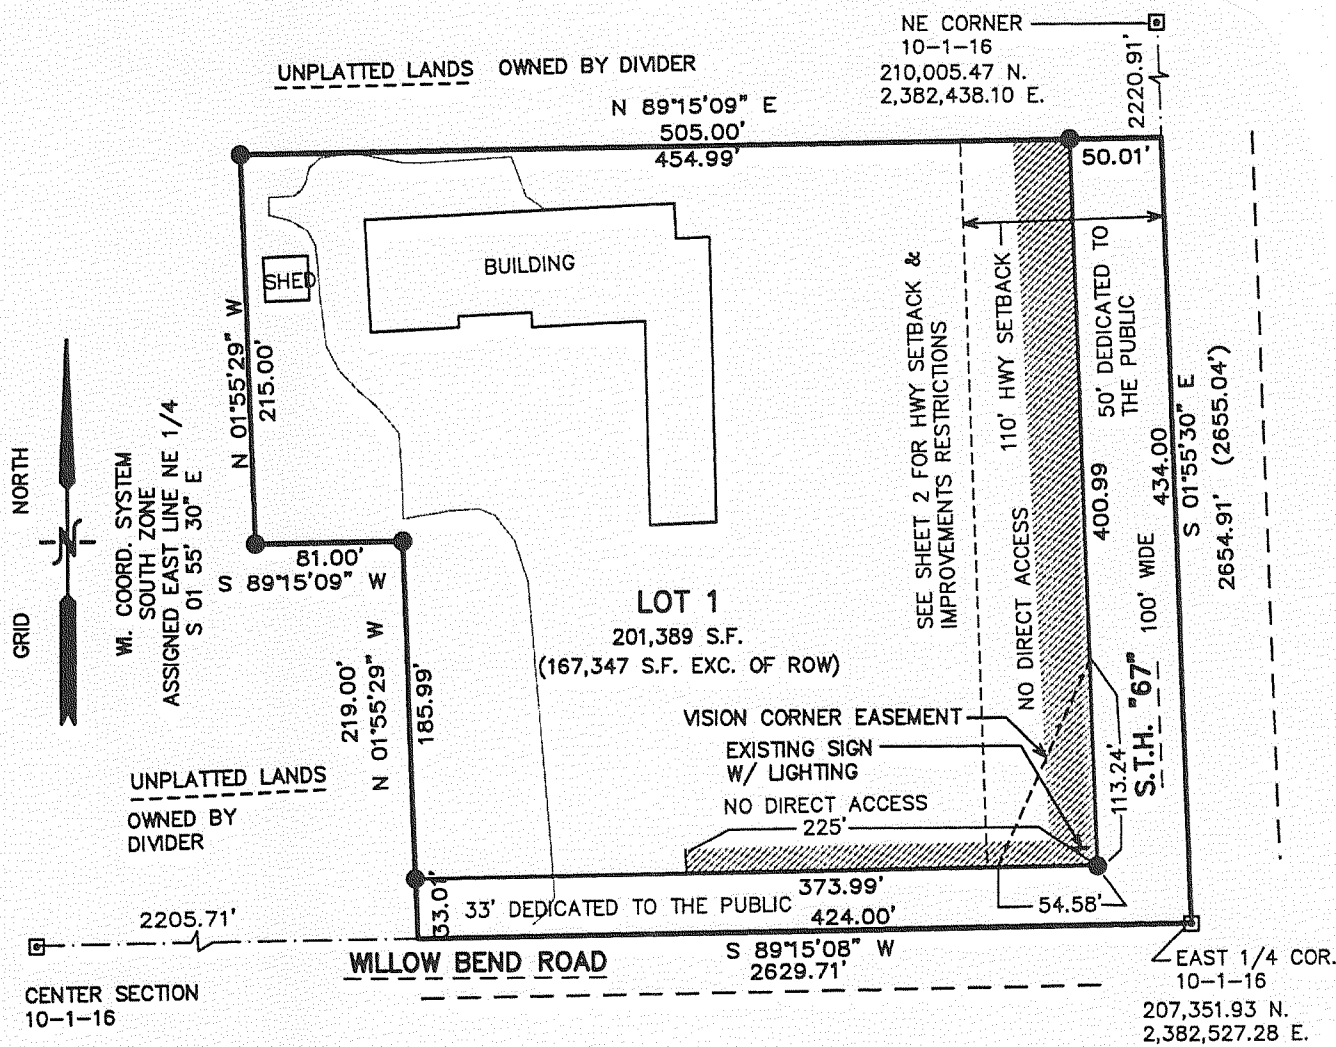 NE CORNER
10-1-16
210,005.47 N.
2,382,438.10 E.
2220.91'
UNPLATTED LANDS OWNED BY DIVIDER
N 89°15'09" E
505.00'
454.99'
50.01'
SHED
BUILDING
N 01°55'29" W
215.00'
SEE SHEET 2 FOR HWY SETBACK &
IMPROVEMENTS RESTRICTIONS
110' HWY SETBACK
NO DIRECT ACCESS
50' DEDICATED TO
THE PUBLIC
400.99
434.00
100' WIDE
S.T.H. "67"
S 01°55'30" E
2654.91' (2655.04')
GRID NORTH
N
WI. COORD. SYSTEM
SOUTH ZONE
ASSIGNED EAST LINE NE 1/4
S 01 55' 30" E
81.00'
S 89°15'09" W
219.00'
N 01°55'29" W
185.99'
LOT 1
201,389 S.F.
(167,347 S.F. EXC. OF ROW)
VISION CORNER EASEMENT
EXISTING SIGN
W/ LIGHTING
NO DIRECT ACCESS
225'
113.24'
UNPLATTED LANDS
OWNED BY
DIVIDER
33.01'
373.99'
33' DEDICATED TO THE PUBLIC
424.00'
54.58'
2205.71'
WILLOW BEND ROAD
S 89°15'08" W
2629.71'
CENTER SECTION
10-1-16
EAST 1/4 COR.
10-1-16
207,351.93 N.
2,382,527.28 E.